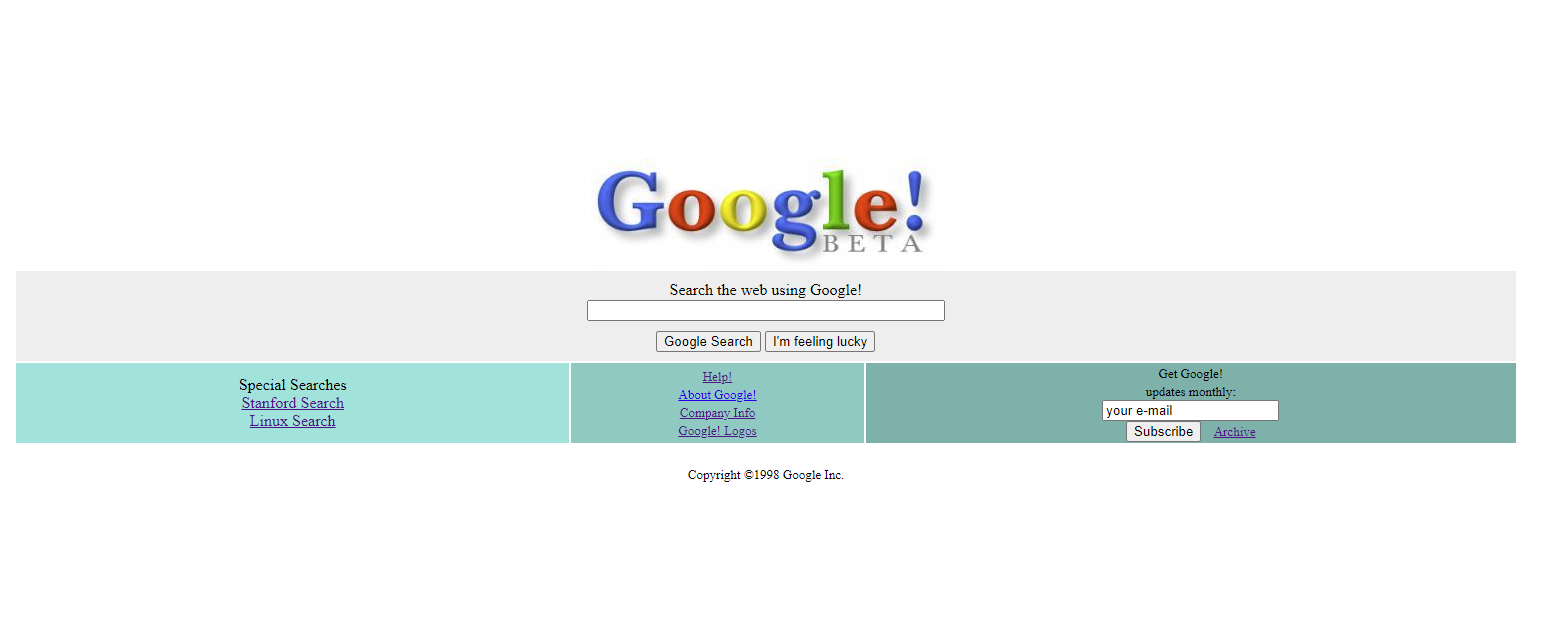 Google!
BETA
Search the web using Google!
Google Search I'm feeling lucky
Special Searches
Stanford Search
Linux Search
Help!
About Google!
Company Info
Google! Logos
Get Google!
updates monthly:
your e-mail
Subscribe Archive
Copyright ©1998 Google Inc.